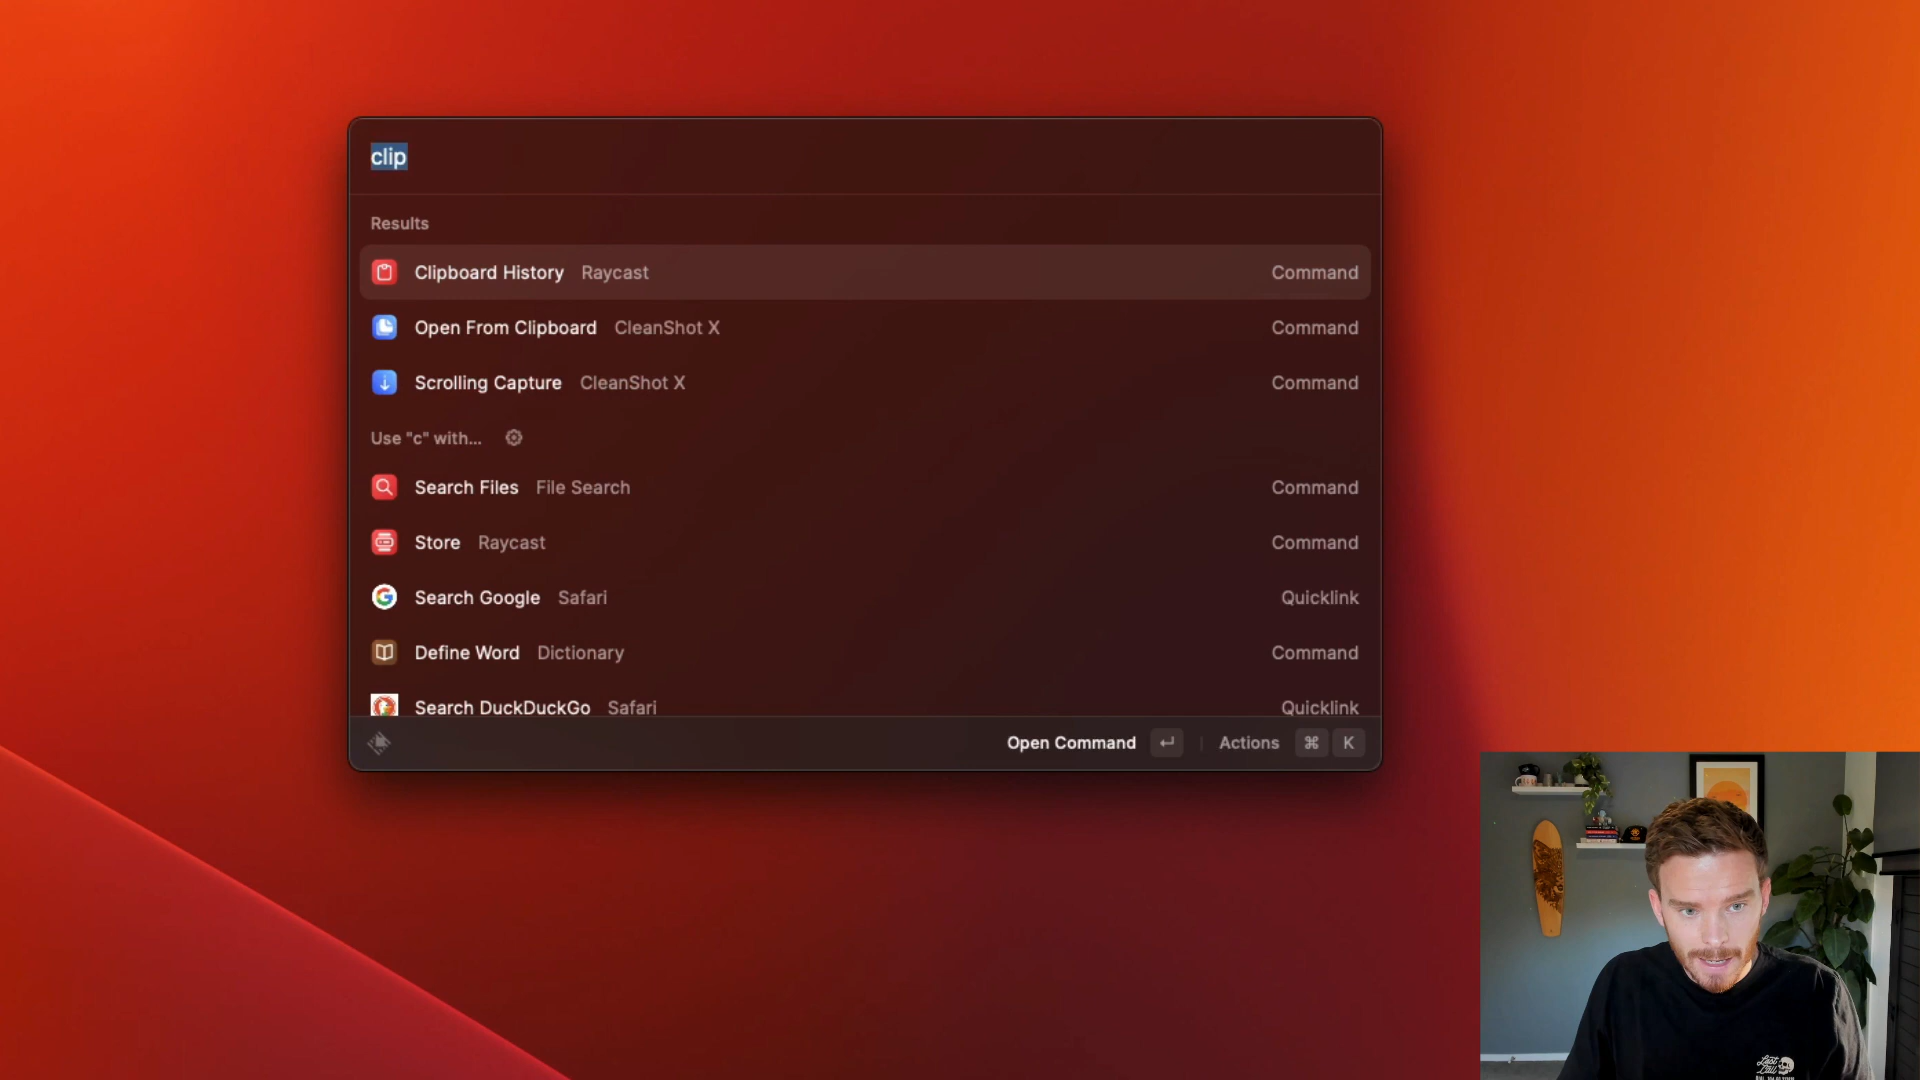 clip
Results
Clipboard History Raycast Command
Open From Clipboard CleanShot X Command
Scrolling Capture CleanShot X Command
Use "c" with...
Search Files File Search Command
Store Raycast Command
Search Google Safari Quicklink
Define Word Dictionary Command
Search DuckDuckGo Safari Quicklink
Open Command ↵ | Actions ⌘ K
Last
Call